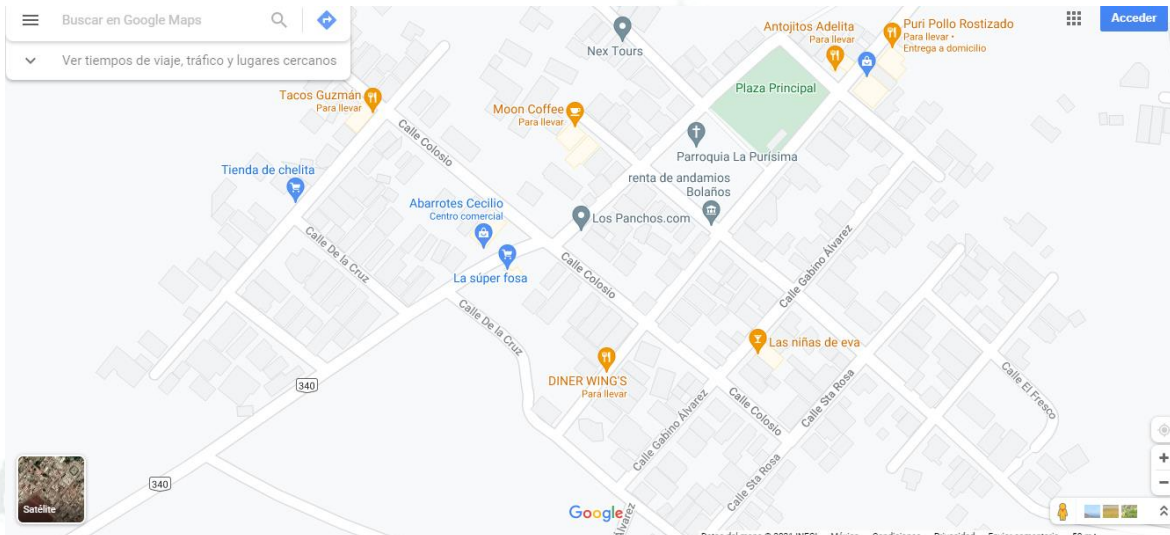 Buscar en Google Maps
Ver tiempos de viaje, tráfico y lugares cercanos
Acceder
Nex Tours
Antojitos Adelita
Para llevar
Puri Pollo Rostizado
Para llevar •
Entrega a domicilio
Plaza Principal
Tacos Guzmán
Para llevar
Moon Coffee
Para llevar
Calle Colosio
Parroquia La Purísima
Tienda de chelita
renta de andamios
Bolaños
Abarrotes Cecilio
Centro comercial
Los Panchos.com
Calle De la Cruz
La súper fosa
Calle Colosio
Calle Gabino Álvarez
Calle De la Cruz
Las niñas de eva
DINER WING'S
Para llevar
340
Calle El Fresco
Calle Sta Rosa
Calle Colosio
Calle Gabino Álvarez
340
Calle Sta Rosa
Satélite
Google
Álvarez